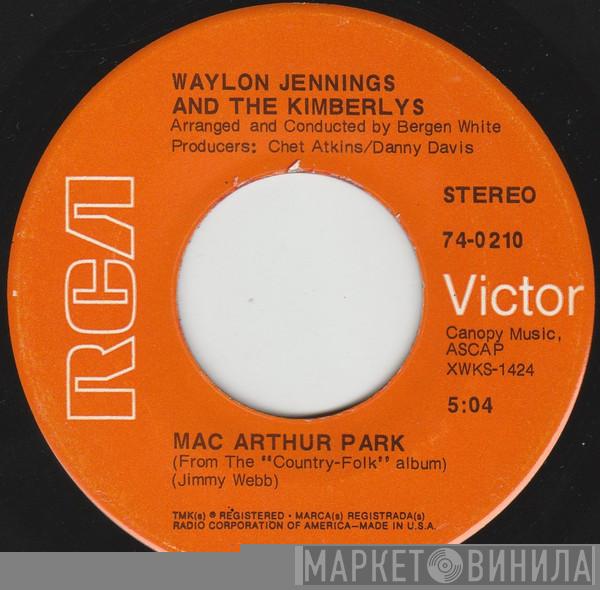 WAYLON JENNINGS
AND THE KIMBERLYS
Arranged and Conducted by Bergen White
Producers: Chet Atkins/Danny Davis
RCA
STEREO
74-0210
Victor
Canopy Music,
ASCAP
XWKS-1424
5:04
MAC ARTHUR PARK
(From The "Country-Folk" album)
(Jimmy Webb)
TMK(s) ® REGISTERED • MARCA(s) REGISTRADA(s)
RADIO CORPORATION OF AMERICA—MADE IN U.S.A.
МАРКЕТ ВИНИЛА